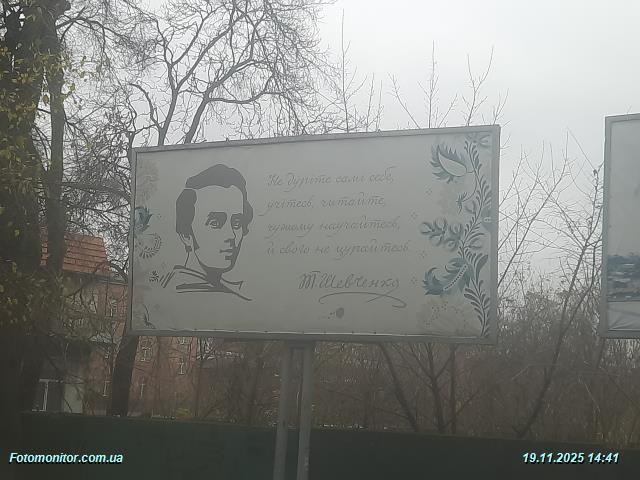 Не дуріте самі себе,
учітесь, читайте,
чужому научайтесь,
й свого не цурайтесь.
Т Шевченко
Fotomonitor.com.ua
19.11.2025 14:41